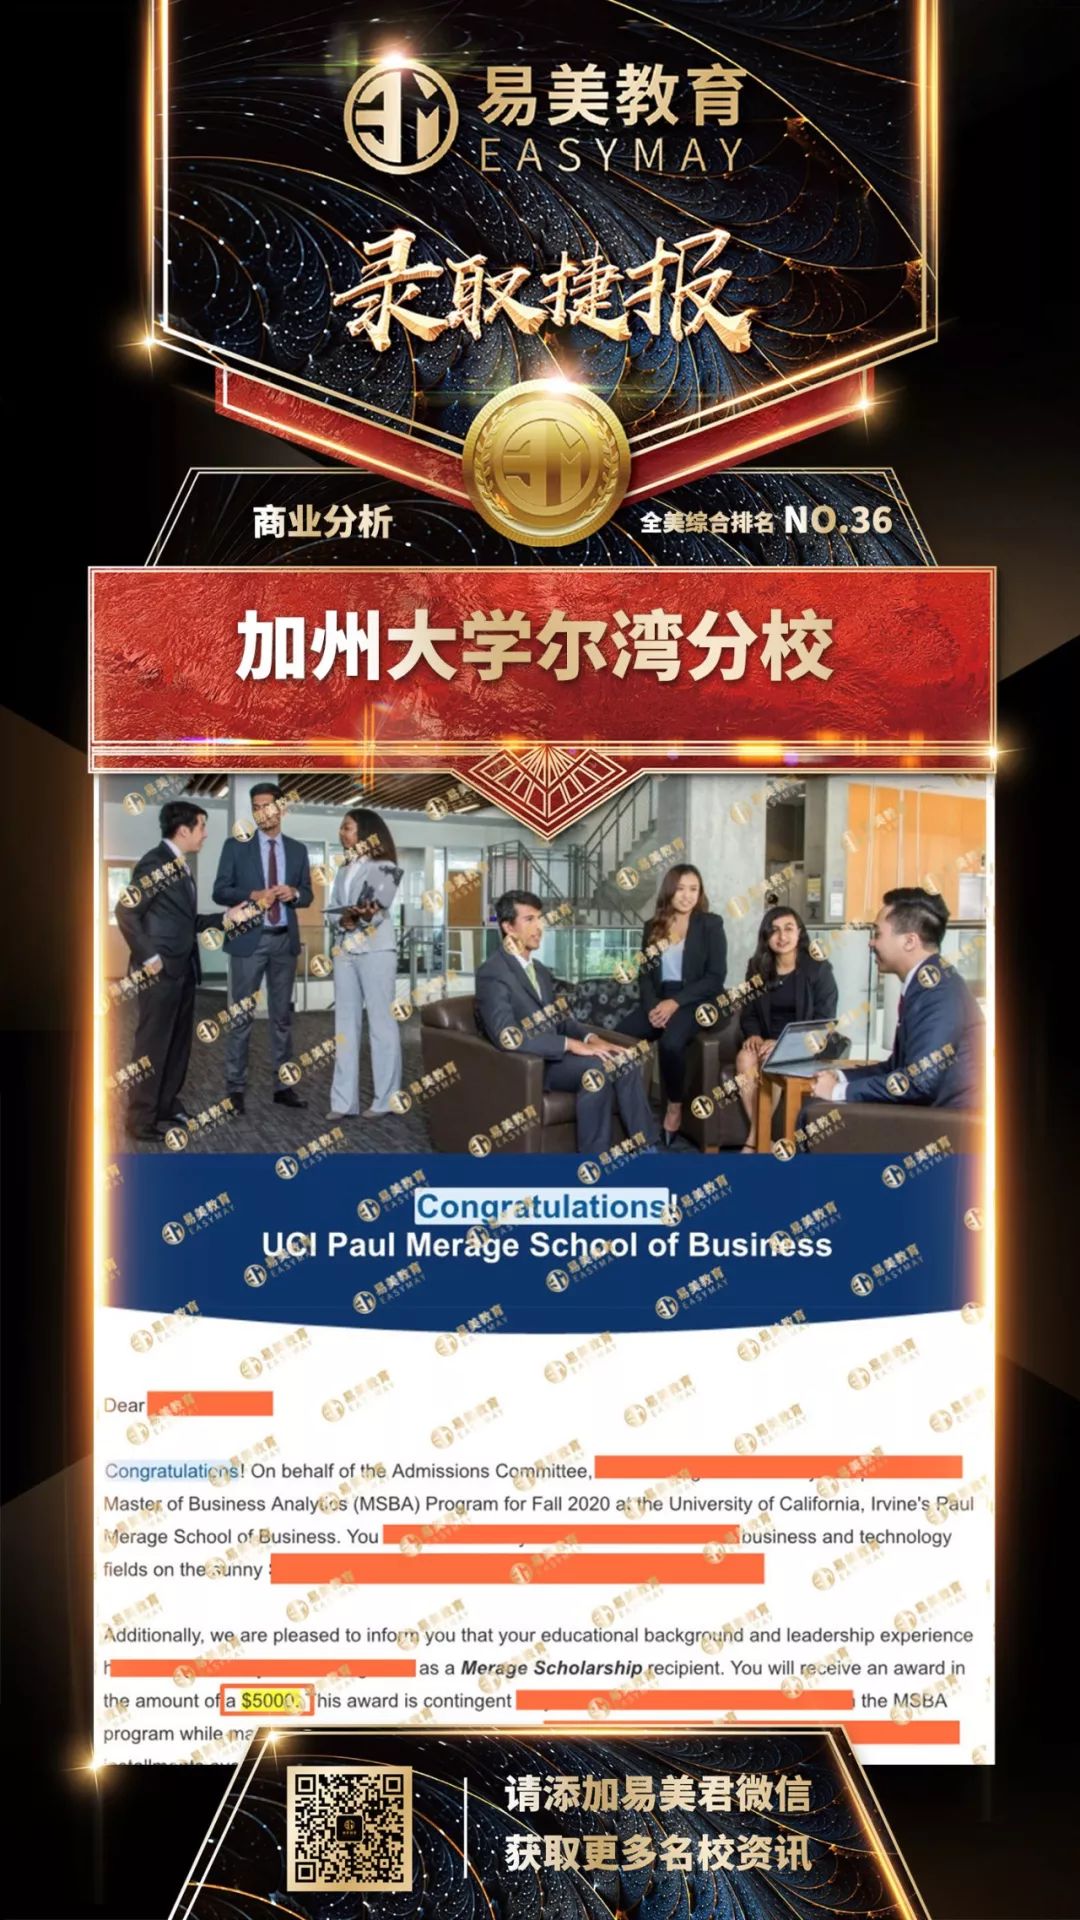 易美教育
EASYMAY
录取捷报
商业分析
全美综合排名 NO.36
加州大学尔湾分校
Congratulations!
UCI Paul Merage School of Business
Dear
Congratulations! On behalf of the Admissions Committee,
Master of Business Analytics (MSBA) Program for Fall 2020 at the University of California, Irvine's Paul
Merage School of Business. You business and technology
fields on the sunny
Additionally, we are pleased to inform you that your educational background and leadership experience
as a Merage Scholarship recipient. You will receive an award in
the amount of a $5000. This award is contingent the MSBA
program while
请添加易美君微信
获取更多名校资讯